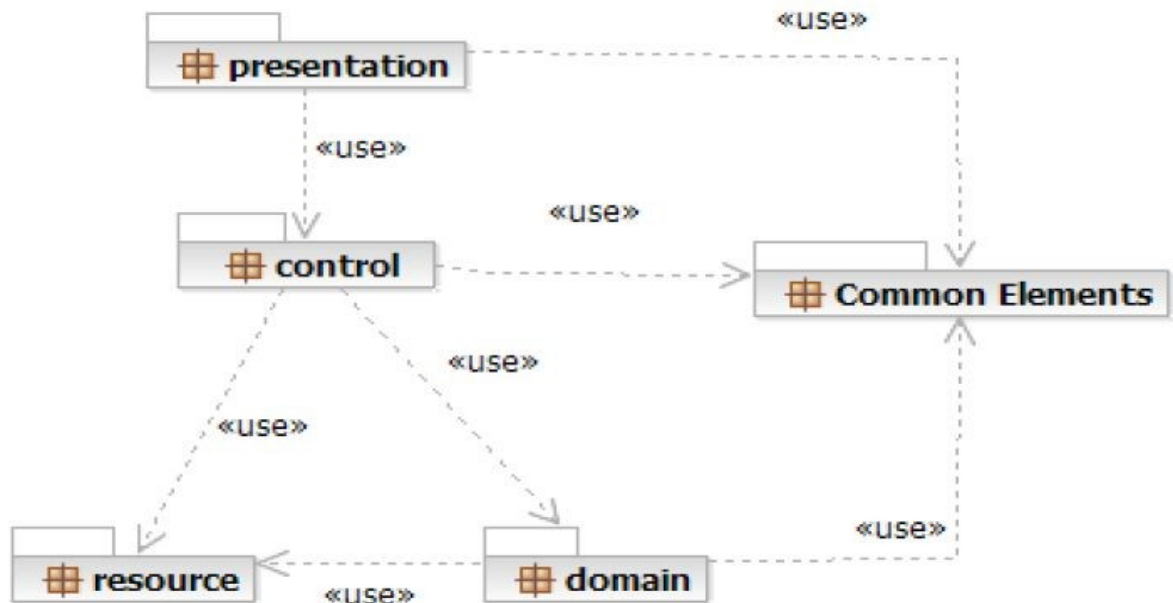 «use»
presentation
«use»
«use»
control
Common Elements
«use»
«use»
«use»
resource
domain
«use»